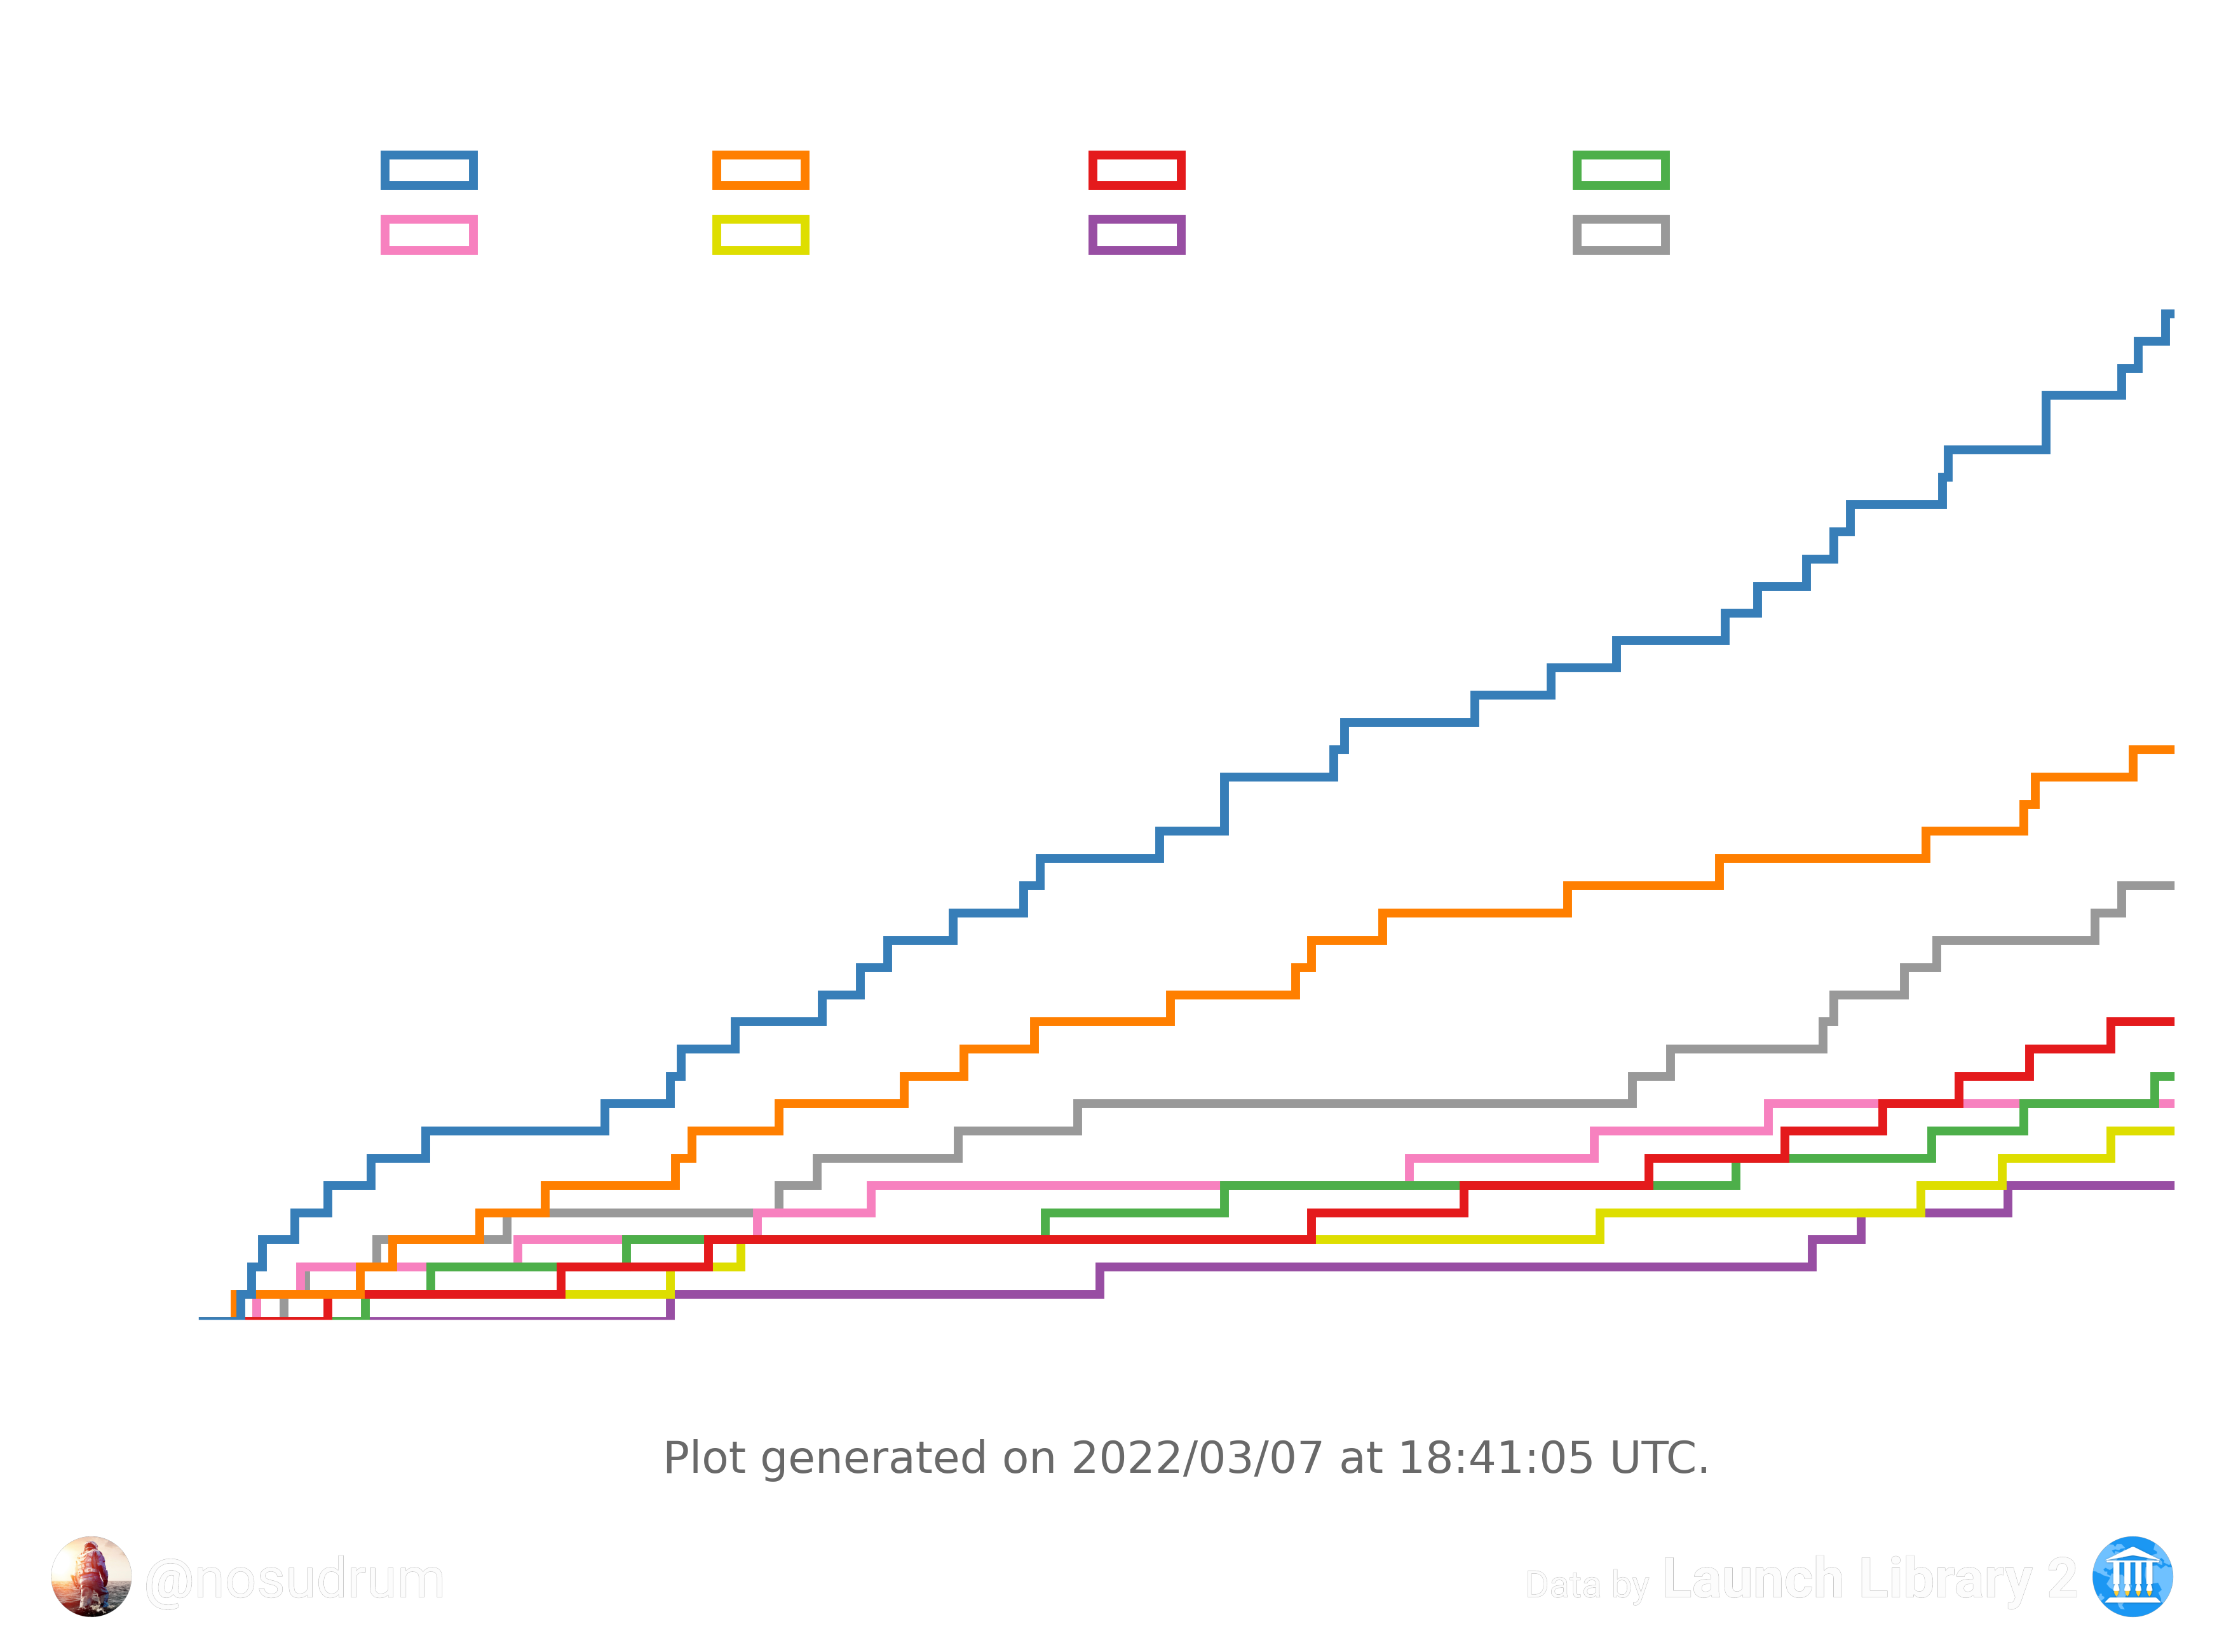 Plot generated on 2022/03/07 at 18:41:05 UTC.
@nosudrum
Data by Launch Library 2